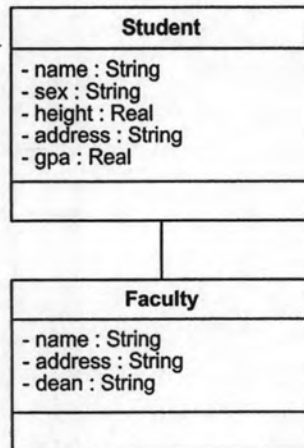 Student
- name : String
- sex : String
- height : Real
- address : String
- gpa : Real
Faculty
- name : String
- address : String
- dean : String